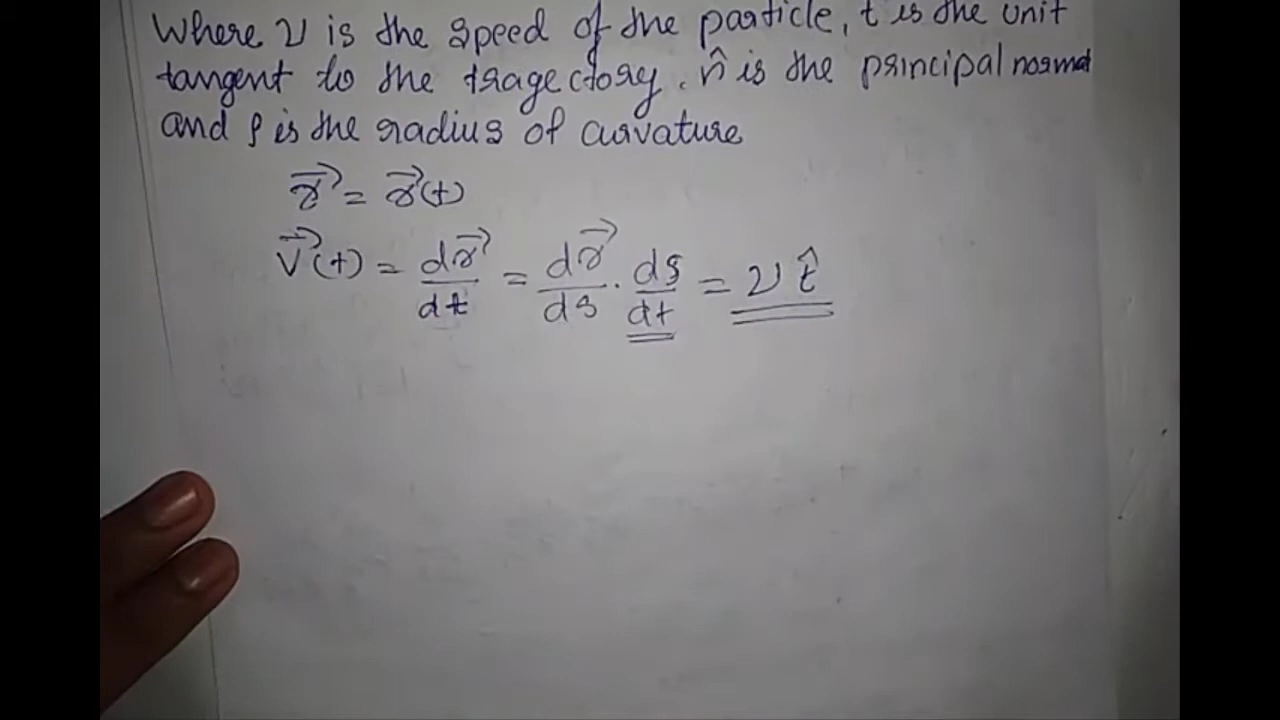 Where ν is the speed of the particle, t is the unit
tangent to the tragectory. n̂ is the principal normal
and ρ is the radius of curvature
r⃗ = r⃗(t)
V⃗(t) = dr⃗/dt = dr⃗/ds · ds/dt = ν t̂